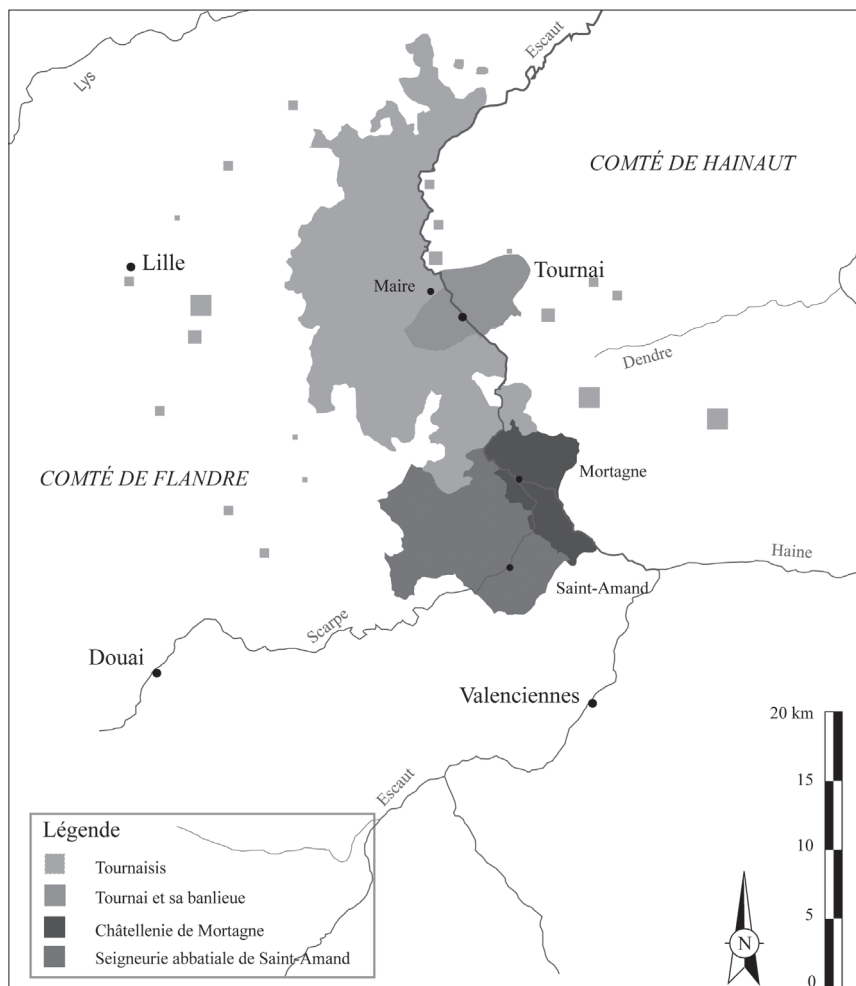 Lys
Escaut
COMTÉ DE HAINAUT
Lille
Tournai
Maire
Dendre
COMTÉ DE FLANDRE
Mortagne
Haine
Saint-Amand
Scarpe
Douai
Valenciennes
Escaut
20 km
15
10
5
0
N
Légende
Tournaisis
Tournai et sa banlieue
Châtellenie de Mortagne
Seigneurie abbatiale de Saint-Amand